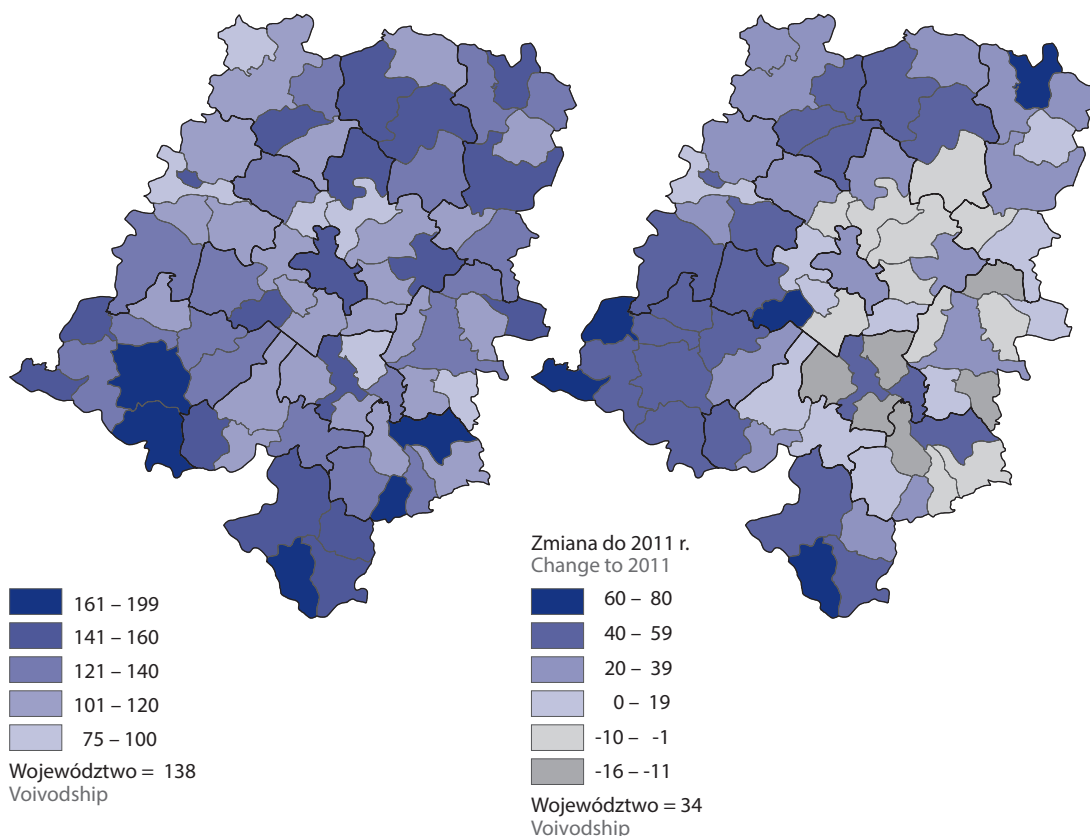 161 – 199
141 – 160
121 – 140
101 – 120
75 – 100
Województwo = 138
Voivodship
Zmiana do 2011 r.
Change to 2011
60 – 80
40 – 59
20 – 39
0 – 19
-10 – -1
-16 – -11
Województwo = 34
Voivodship